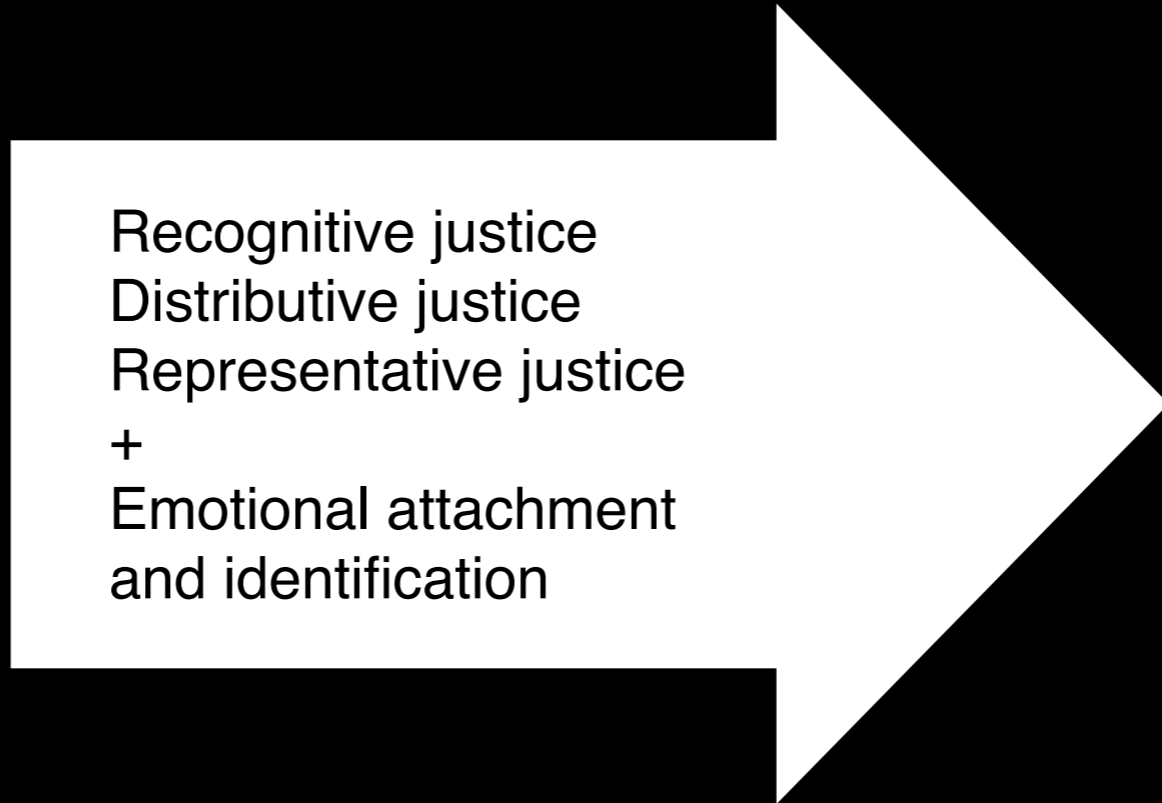 Recognitive justice
Distributive justice
Representative justice
+
Emotional attachment
and identification